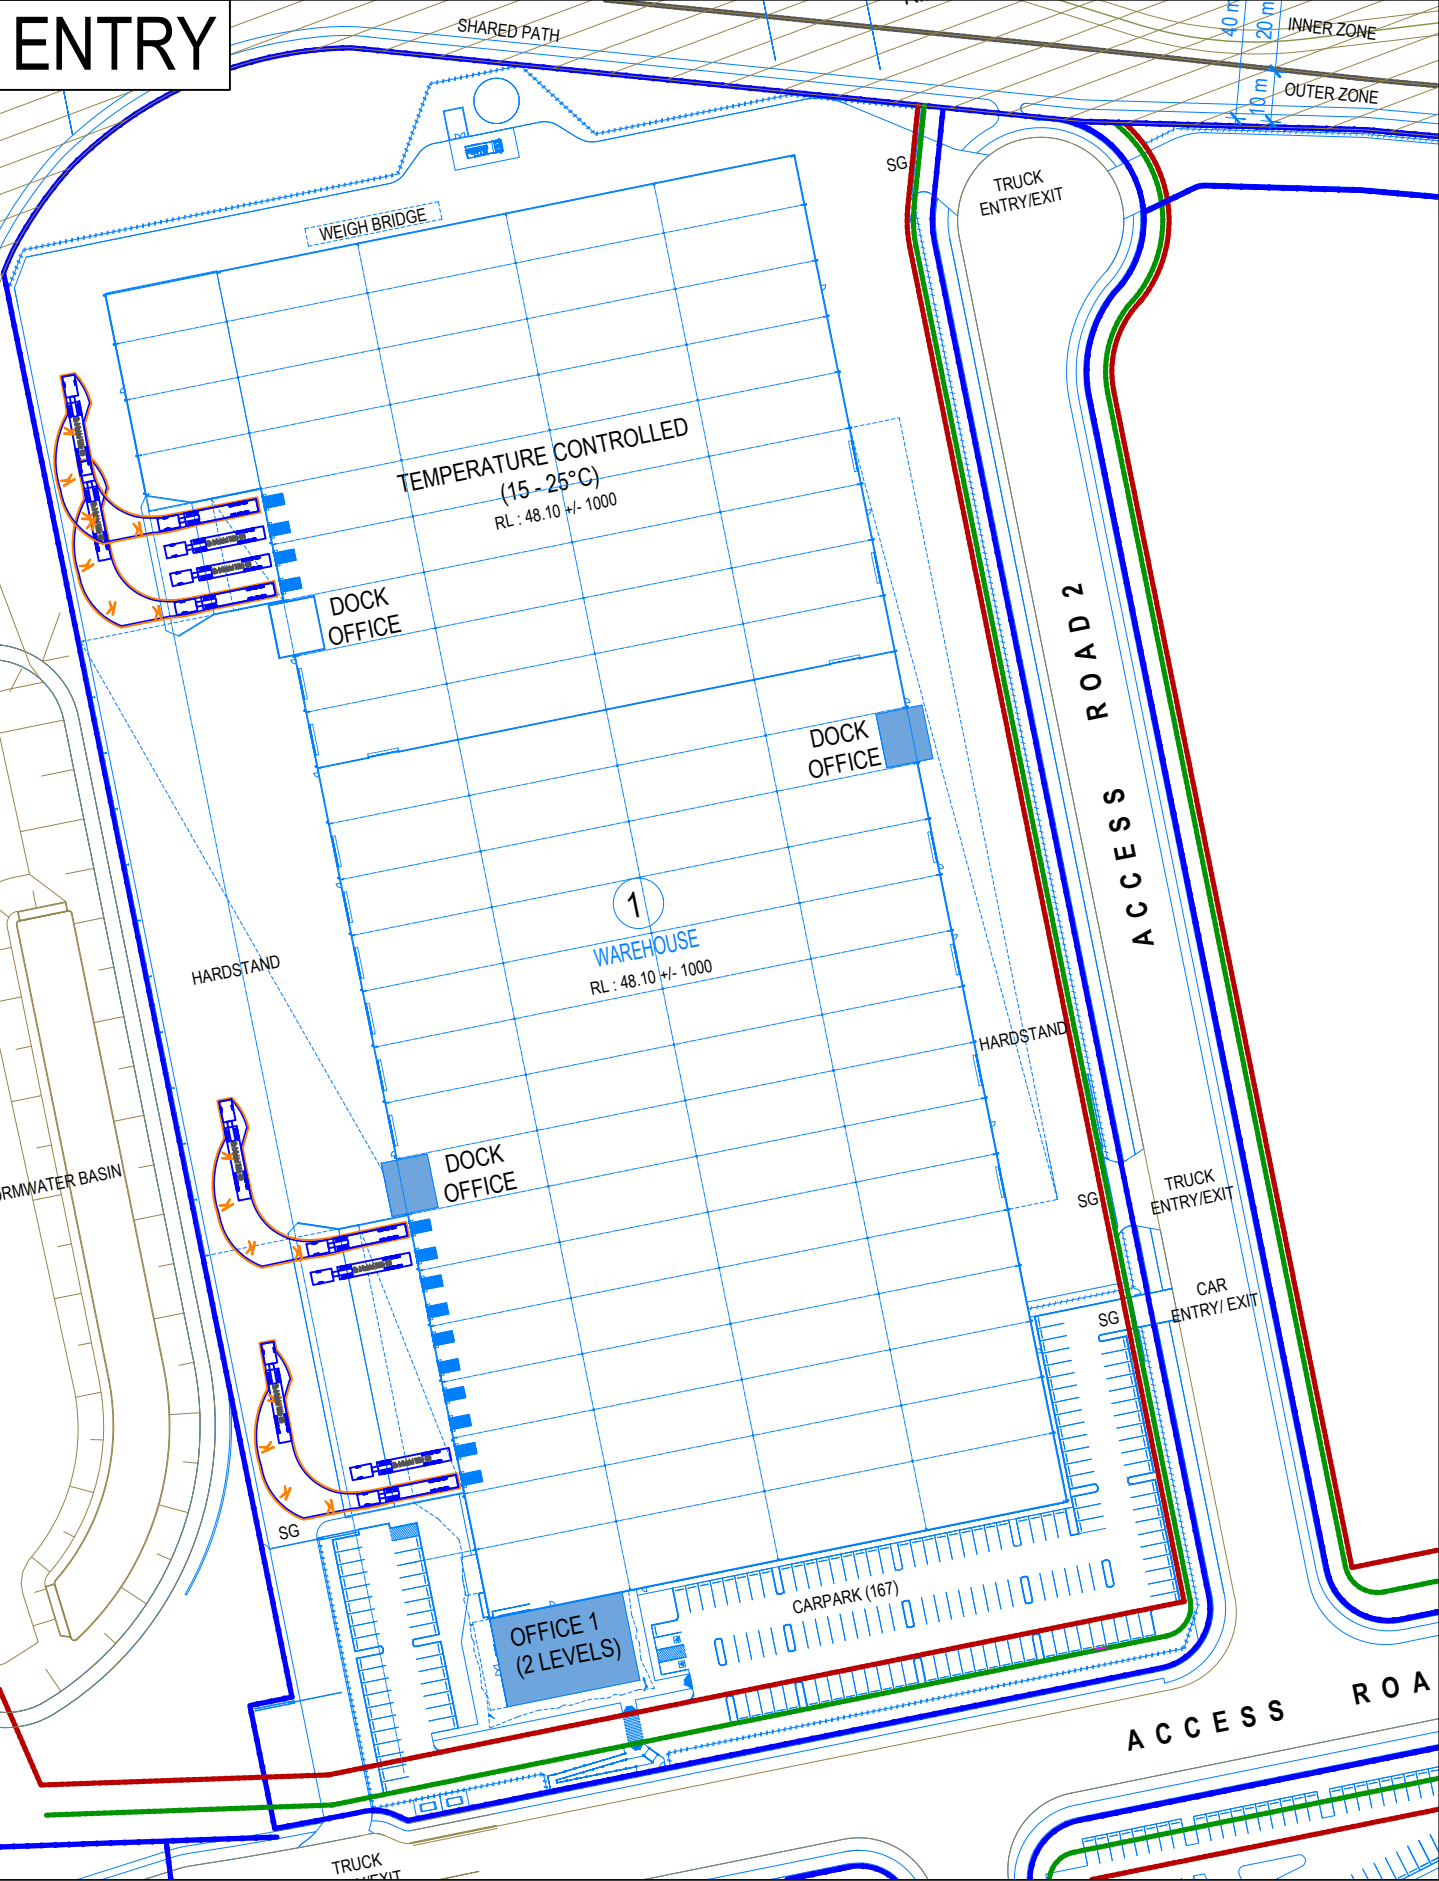 ENTRY
SHARED PATH
40 m
20 m
INNER ZONE
10 m
OUTER ZONE
SG
TRUCK
ENTRY/EXIT
WEIGH BRIDGE
TEMPERATURE CONTROLLED
(15 - 25°C)
RL : 48.10 +/- 1000
DOCK
OFFICE
ACCESS ROAD 2
DOCK
OFFICE
1
WAREHOUSE
RL : 48.10 +/- 1000
HARDSTAND
HARDSTAND
DOCK
OFFICE
ORMWATER BASIN
SG
TRUCK
ENTRY/EXIT
CAR
ENTRY/ EXIT
SG
SG
CARPARK (167)
OFFICE 1
(2 LEVELS)
ACCESS ROA
TRUCK